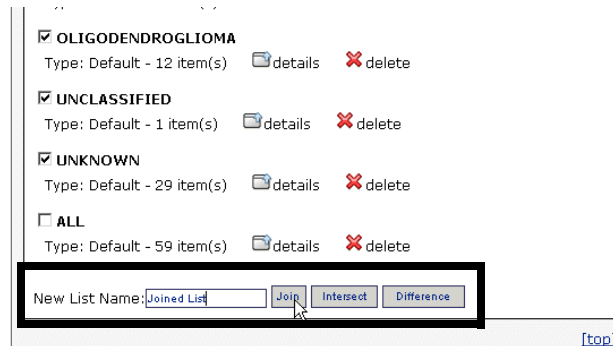 OLIGODENDROGLIOMA
Type: Default - 12 item(s) details delete
UNCLASSIFIED
Type: Default - 1 item(s) details delete
UNKNOWN
Type: Default - 29 item(s) details delete
ALL
Type: Default - 59 item(s) details delete
New List Name: Joined List Join Intersect Difference
[top]